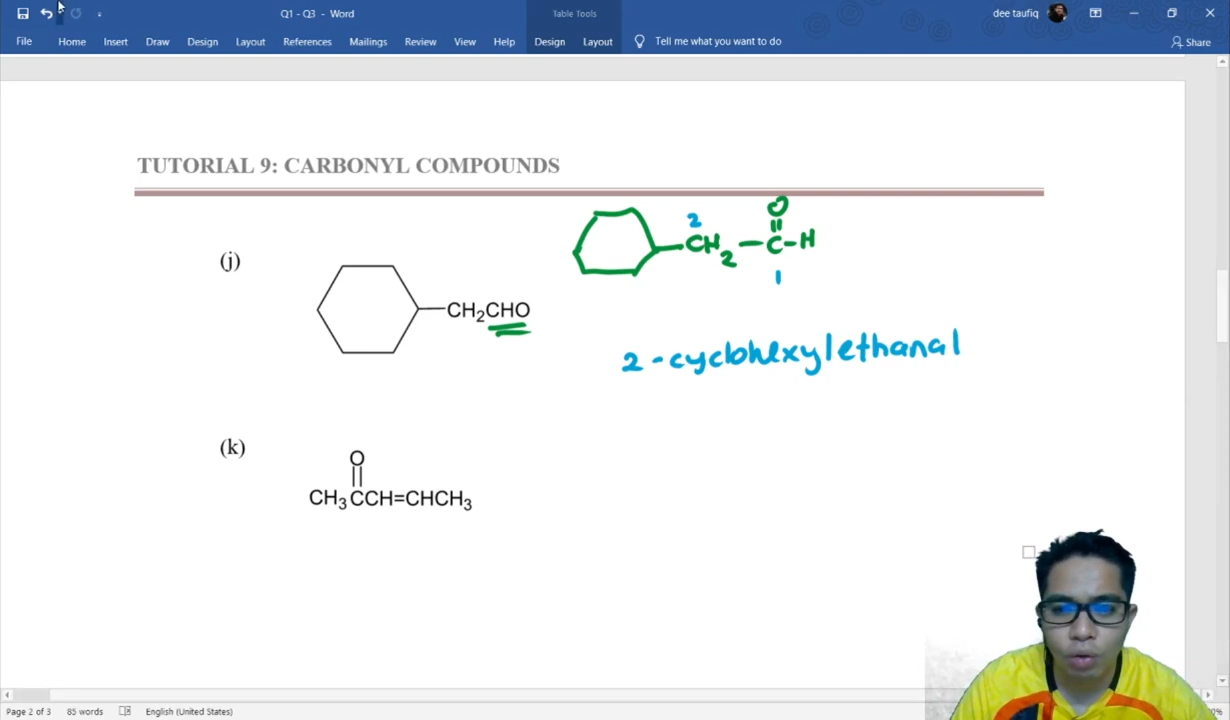 Q1 - Q3 - Word
Table Tools
dee taufiq
File Home Insert Draw Design Layout References Mailings Review View Help Design Layout Tell me what you want to do Share
TUTORIAL 9: CARBONYL COMPOUNDS
O
2
CH2 - C - H
1
(j)
CH2CHO
2-cyclohexylethanal
(k)
O
CH3CCH=CHCH3
Page 2 of 3 85 words English (United States)